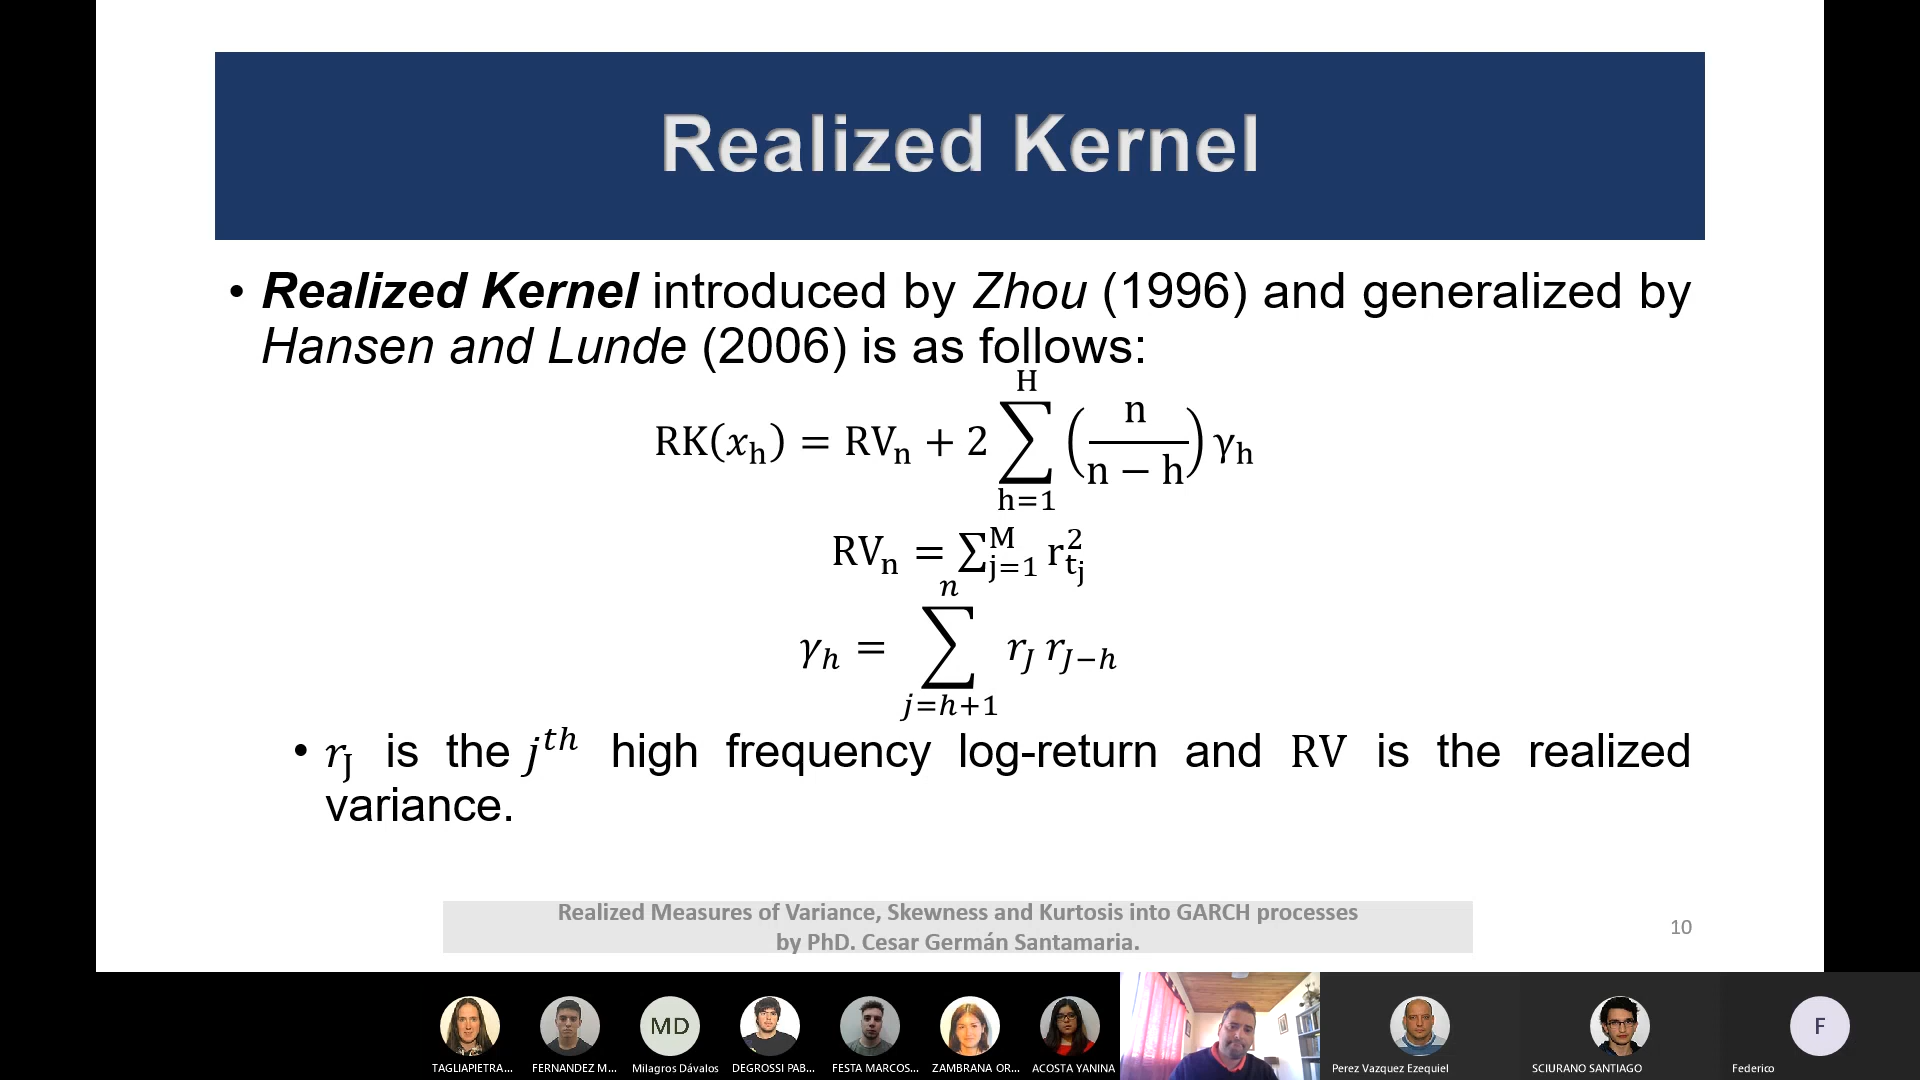 Realized Kernel
• Realized Kernel introduced by Zhou (1996) and generalized by
Hansen and Lunde (2006) is as follows:
RK(x_h) = RV_n + 2 ∑_{h=1}^{H} (n/(n − h)) γ_h
RV_n = ∑_{j=1}^{M} r_{t_j}^2
γ_h = ∑_{j=h+1}^{n} r_J r_{J−h}
• r_J is the j^{th} high frequency log-return and RV is the realized
variance.
Realized Measures of Variance, Skewness and Kurtosis into GARCH processes
by PhD. Cesar Germán Santamaria.
10
MD
F
TAGLIAPIETRA...
FERNANDEZ M...
Milagros Dávalos
DEGROSSI PAB...
FESTA MARCOS...
ZAMBRANA OR...
ACOSTA YANINA
Perez Vazquez Ezequiel
SCIURANO SANTIAGO
Federico